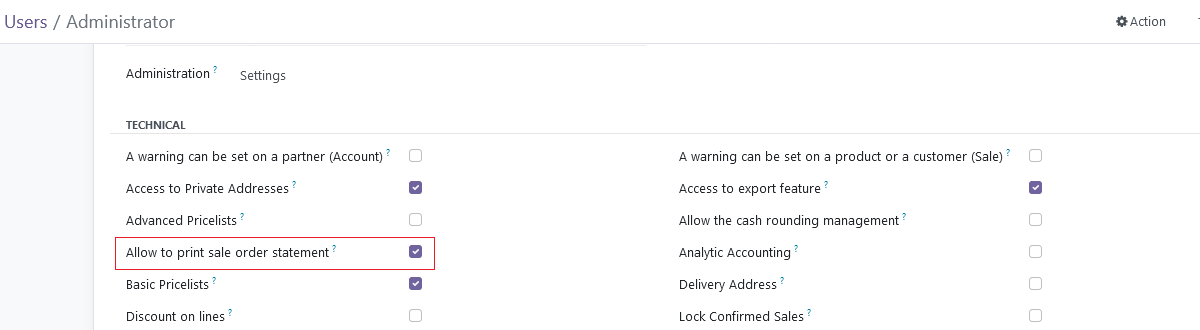 Users / Administrator
Action
Administration ? Settings
TECHNICAL
A warning can be set on a partner (Account) ?
A warning can be set on a product or a customer (Sale) ?
Access to Private Addresses ?
Access to export feature ?
Advanced Pricelists ?
Allow the cash rounding management ?
Allow to print sale order statement ?
Analytic Accounting ?
Basic Pricelists ?
Delivery Address ?
Discount on lines ?
Lock Confirmed Sales ?